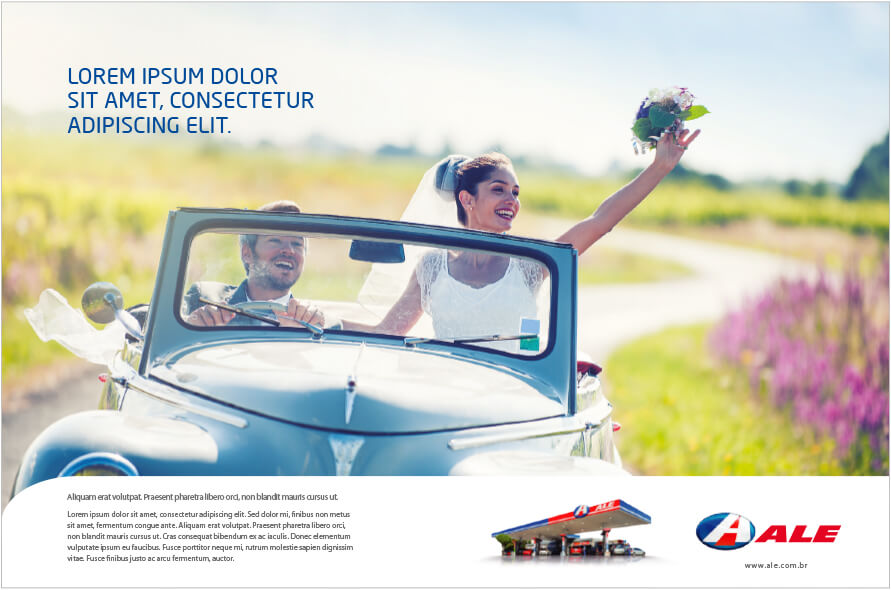 LOREM IPSUM DOLOR
SIT AMET, CONSECTETUR
ADIPISCING ELIT.
Aliquam erat volutpat. Praesent pharetra libero orci, non blandit mauris cursus ut.
Lorem ipsum dolor sit amet, consectetur adipiscing elit. Sed dolor mi, finibus non metus
sit amet, fermentum congue ante. Aliquam erat volutpat. Praesent pharetra libero orci,
non blandit mauris cursus ut. Cras consequat bibendum ex ac iaculis. Donec elementum
vulputate ipsum eu faucibus. Fusce porttitor neque mi, rutrum molestie sapien dignissim
vitae. Fusce finibus justo ac arcu fermentum, auctor.
A ALE
A ALE
www.ale.com.br